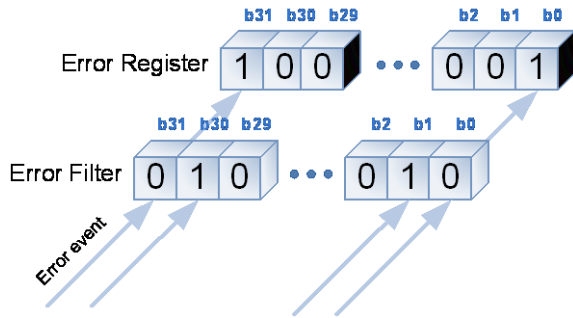 b31 b30 b29 b2 b1 b0
Error Register 1 0 0 0 0 1
b31 b30 b29 b2 b1 b0
Error Filter 0 1 0 0 1 0
Error event